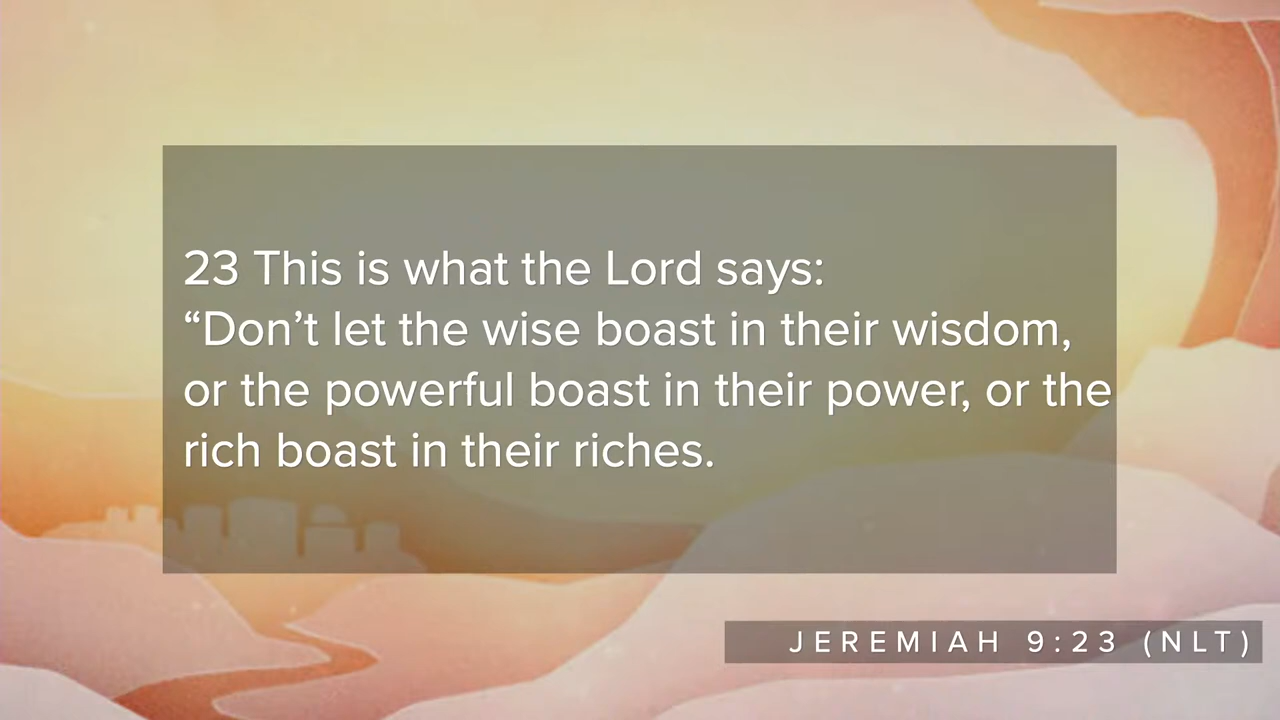 23 This is what the Lord says:
“Don’t let the wise boast in their wisdom,
or the powerful boast in their power, or the
rich boast in their riches.
JEREMIAH 9:23 (NLT)